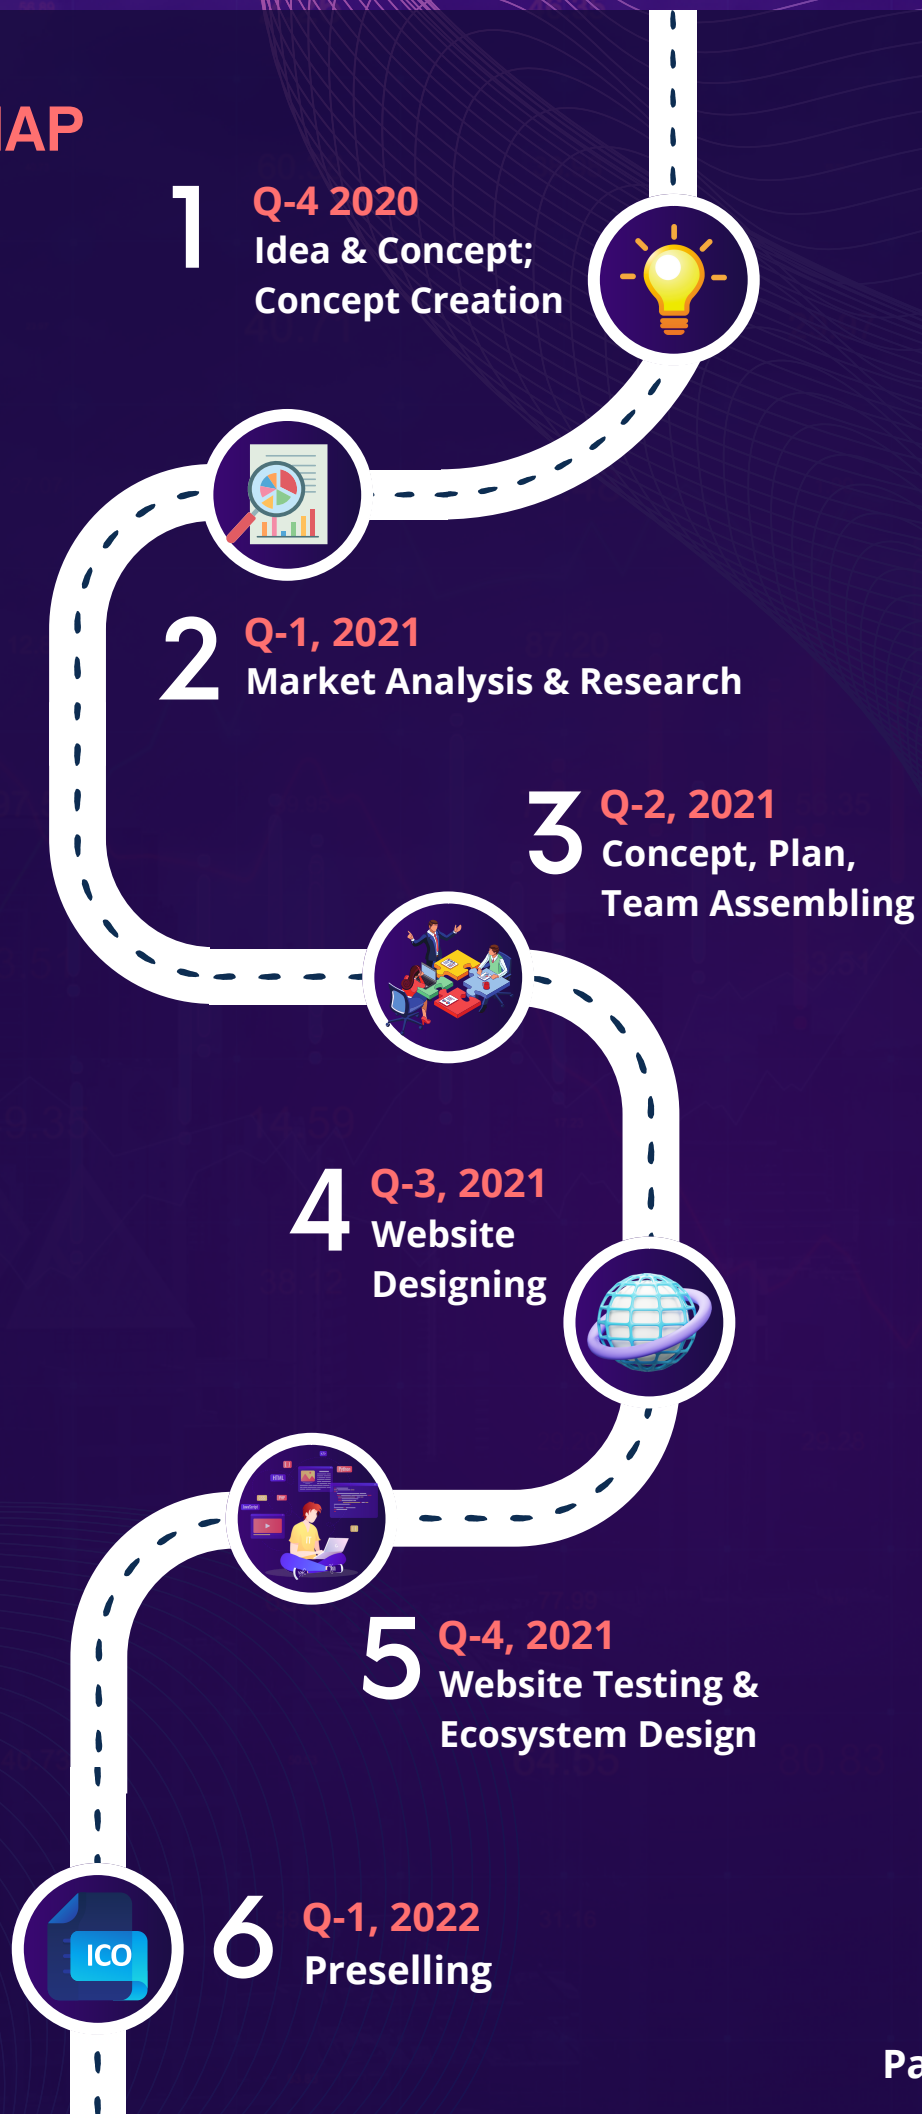 MAP
1
Q-4 2020
Idea & Concept;
Concept Creation
2
Q-1, 2021
Market Analysis & Research
3
Q-2, 2021
Concept, Plan,
Team Assembling
4
Q-3, 2021
Website
Designing
5
Q-4, 2021
Website Testing &
Ecosystem Design
6
Q-1, 2022
Preselling
ICO
Pa